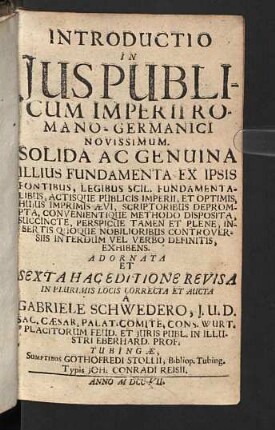 INTRODUCTIO
IN
JUS PUBLI-
CUM IMPERII RO-
MANO-GERMANICI
NOVISSIMUM.
SOLIDA AC GENUINA
ILLIUS FUNDAMENTA EX IPSIS
FONTIBUS, LEGIBUS SCIL. FUNDAMENTA-
LIBUS, ACTISQUE PUBLICIS IMPERII, ET OPTIMIS,
HUJUS IMPRIMIS ÆVI, SCRIPTORIBUS DEPROM-
PTA, CONVENIENTIQUE METHODO DISPOSITA,
SUCCINCTE, PERSPICUE TAMEN ET PLENE, IN-
SERTIS QUOQUE NOBILIORIBUS CONTROVER-
SIIS INTERDUM VEL VERBO DEFINITIS,
EXHIBENS.
ADORNATA
ET
SEXTA HAC EDITIONE REVISA
IN PLURIMIS LOCIS CORRECTA ET AUCTA
A
GABRIELE SCHWEDERO, J. U. D.
SAC. CÆSAR. PALAT. COMITE, CONS. WURT.
PLACITORUM FEUD. ET JURIS PUBL. IN ILLU-
STRI EBERHARD. PROF.
TUBINGÆ,
Sumptibus GOTHOFREDI STOLLII, Bibliop. Tubing.
Typis JOH. CONRADI REISII.
ANNO M DCC